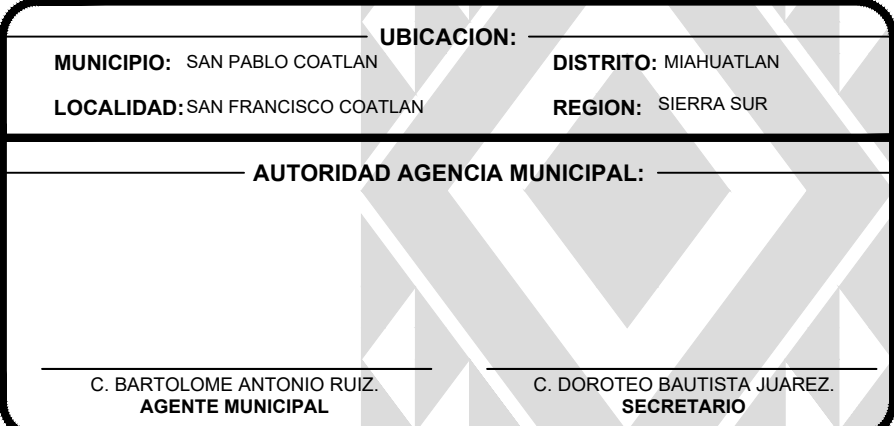 UBICACION:
MUNICIPIO: SAN PABLO COATLAN DISTRITO: MIAHUATLAN
LOCALIDAD: SAN FRANCISCO COATLAN REGION: SIERRA SUR
AUTORIDAD AGENCIA MUNICIPAL:
C. BARTOLOME ANTONIO RUIZ. C. DOROTEO BAUTISTA JUAREZ.
AGENTE MUNICIPAL SECRETARIO